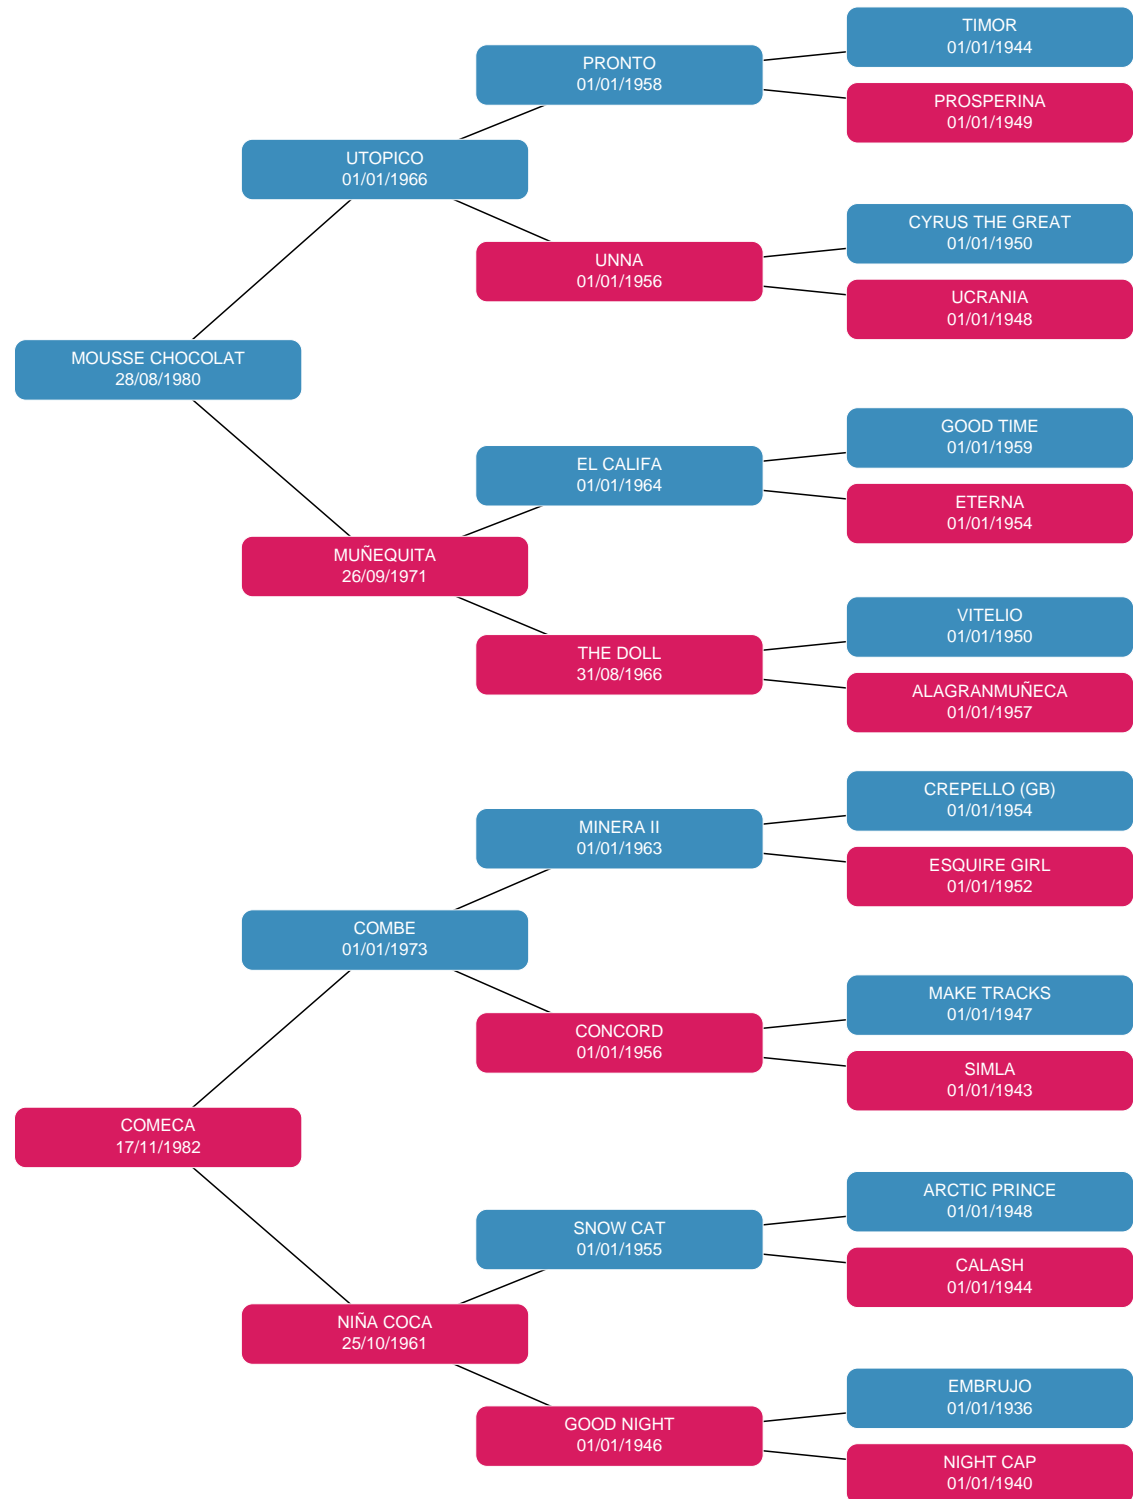 TIMOR
01/01/1944
PRONTO
01/01/1958
PROSPERINA
01/01/1949
UTOPICO
01/01/1966
CYRUS THE GREAT
01/01/1950
UNNA
01/01/1956
UCRANIA
01/01/1948
MOUSSE CHOCOLAT
28/08/1980
GOOD TIME
01/01/1959
EL CALIFA
01/01/1964
ETERNA
01/01/1954
MUÑEQUITA
26/09/1971
VITELIO
01/01/1950
THE DOLL
31/08/1966
ALAGRANMUÑECA
01/01/1957
CREPELLO (GB)
01/01/1954
MINERA II
01/01/1963
ESQUIRE GIRL
01/01/1952
COMBE
01/01/1973
MAKE TRACKS
01/01/1947
CONCORD
01/01/1956
SIMLA
01/01/1943
COMECA
17/11/1982
ARCTIC PRINCE
01/01/1948
SNOW CAT
01/01/1955
CALASH
01/01/1944
NIÑA COCA
25/10/1961
EMBRUJO
01/01/1936
GOOD NIGHT
01/01/1946
NIGHT CAP
01/01/1940